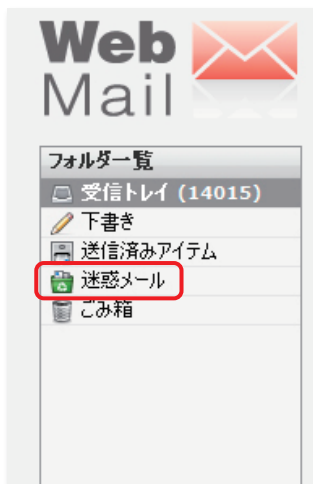 Web
Mail
フォルダ一覧
受信トレイ (14015)
下書き
送信済みアイテム
迷惑メール
ごみ箱